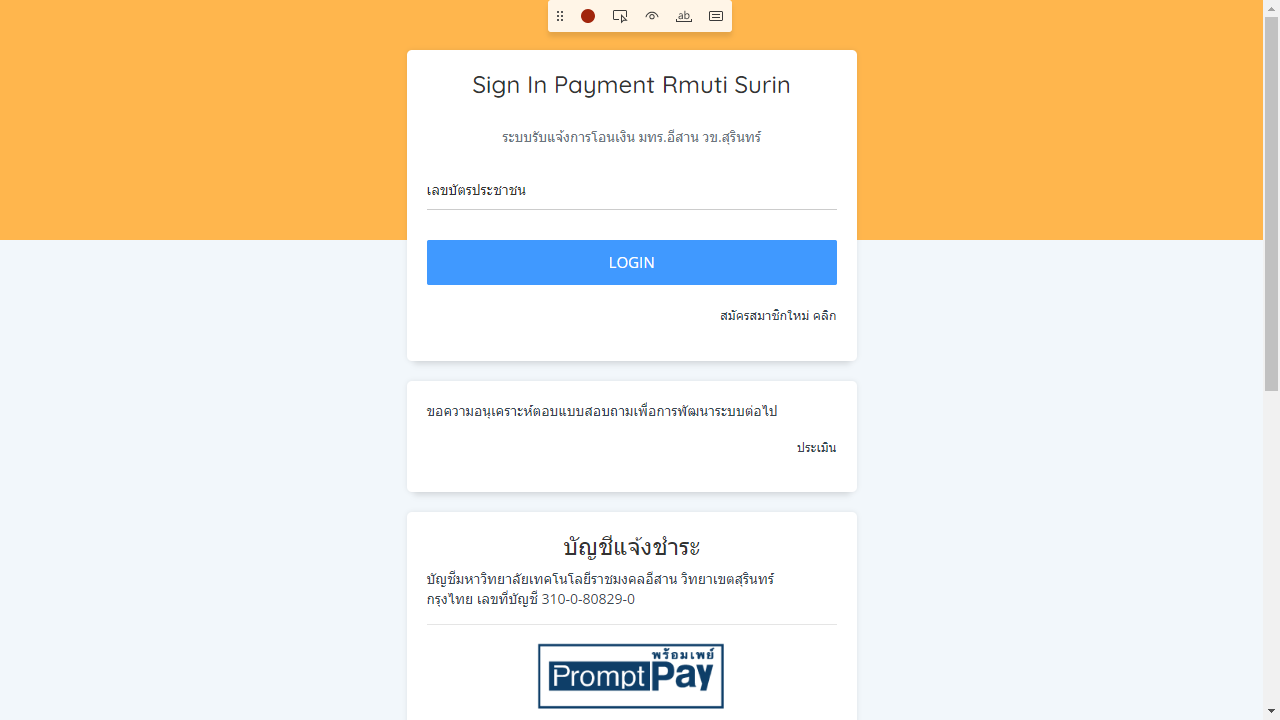 ab
Sign In Payment Rmuti Surin
ระบบรับแจ้งการโอนเงิน มทร.อีสาน วข.สุรินทร์
เลขบัตรประชาชน
LOGIN
สมัครสมาชิกใหม่ คลิก
ขอความอนุเคราะห์ตอบแบบสอบถามเพื่อการพัฒนาระบบต่อไป
ประเมิน
บัญชีแจ้งชำระ
บัญชีมหาวิทยาลัยเทคโนโลยีราชมงคลอีสาน วิทยาเขตสุรินทร์
กรุงไทย เลขที่บัญชี 310-0-80829-0
พร้อมเพย์
PromptPay